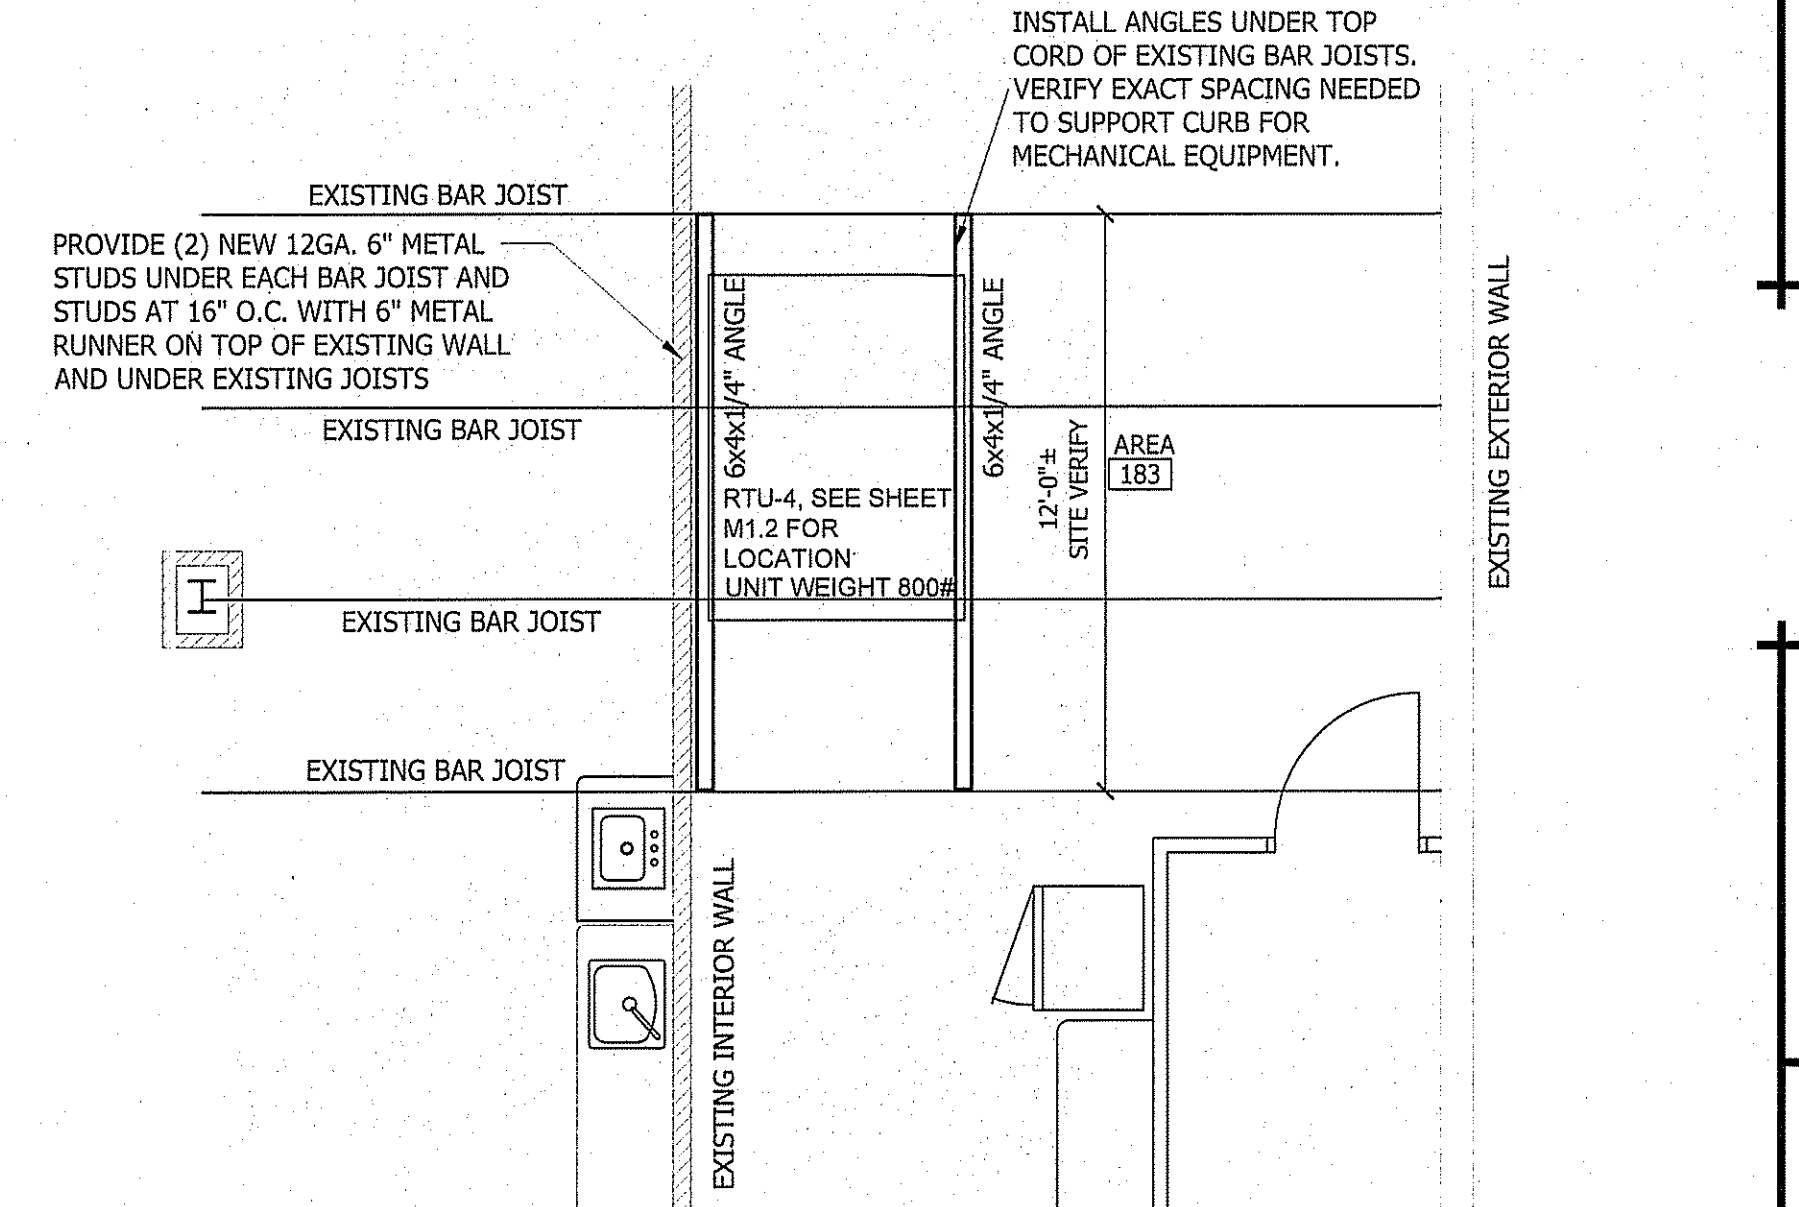 INSTALL ANGLES UNDER TOP
CORD OF EXISTING BAR JOISTS.
VERIFY EXACT SPACING NEEDED
TO SUPPORT CURB FOR
MECHANICAL EQUIPMENT.
EXISTING BAR JOIST
PROVIDE (2) NEW 12GA. 6" METAL
STUDS UNDER EACH BAR JOIST AND
STUDS AT 16" O.C. WITH 6" METAL
RUNNER ON TOP OF EXISTING WALL
AND UNDER EXISTING JOISTS
6x4x1/4" ANGLE
6x4x1/4" ANGLE
EXISTING EXTERIOR WALL
EXISTING BAR JOIST
12'-0"±
SITE VERIFY
AREA
183
RTU-4, SEE SHEET
M1.2 FOR
LOCATION
UNIT WEIGHT 800#
EXISTING BAR JOIST
EXISTING BAR JOIST
EXISTING INTERIOR WALL